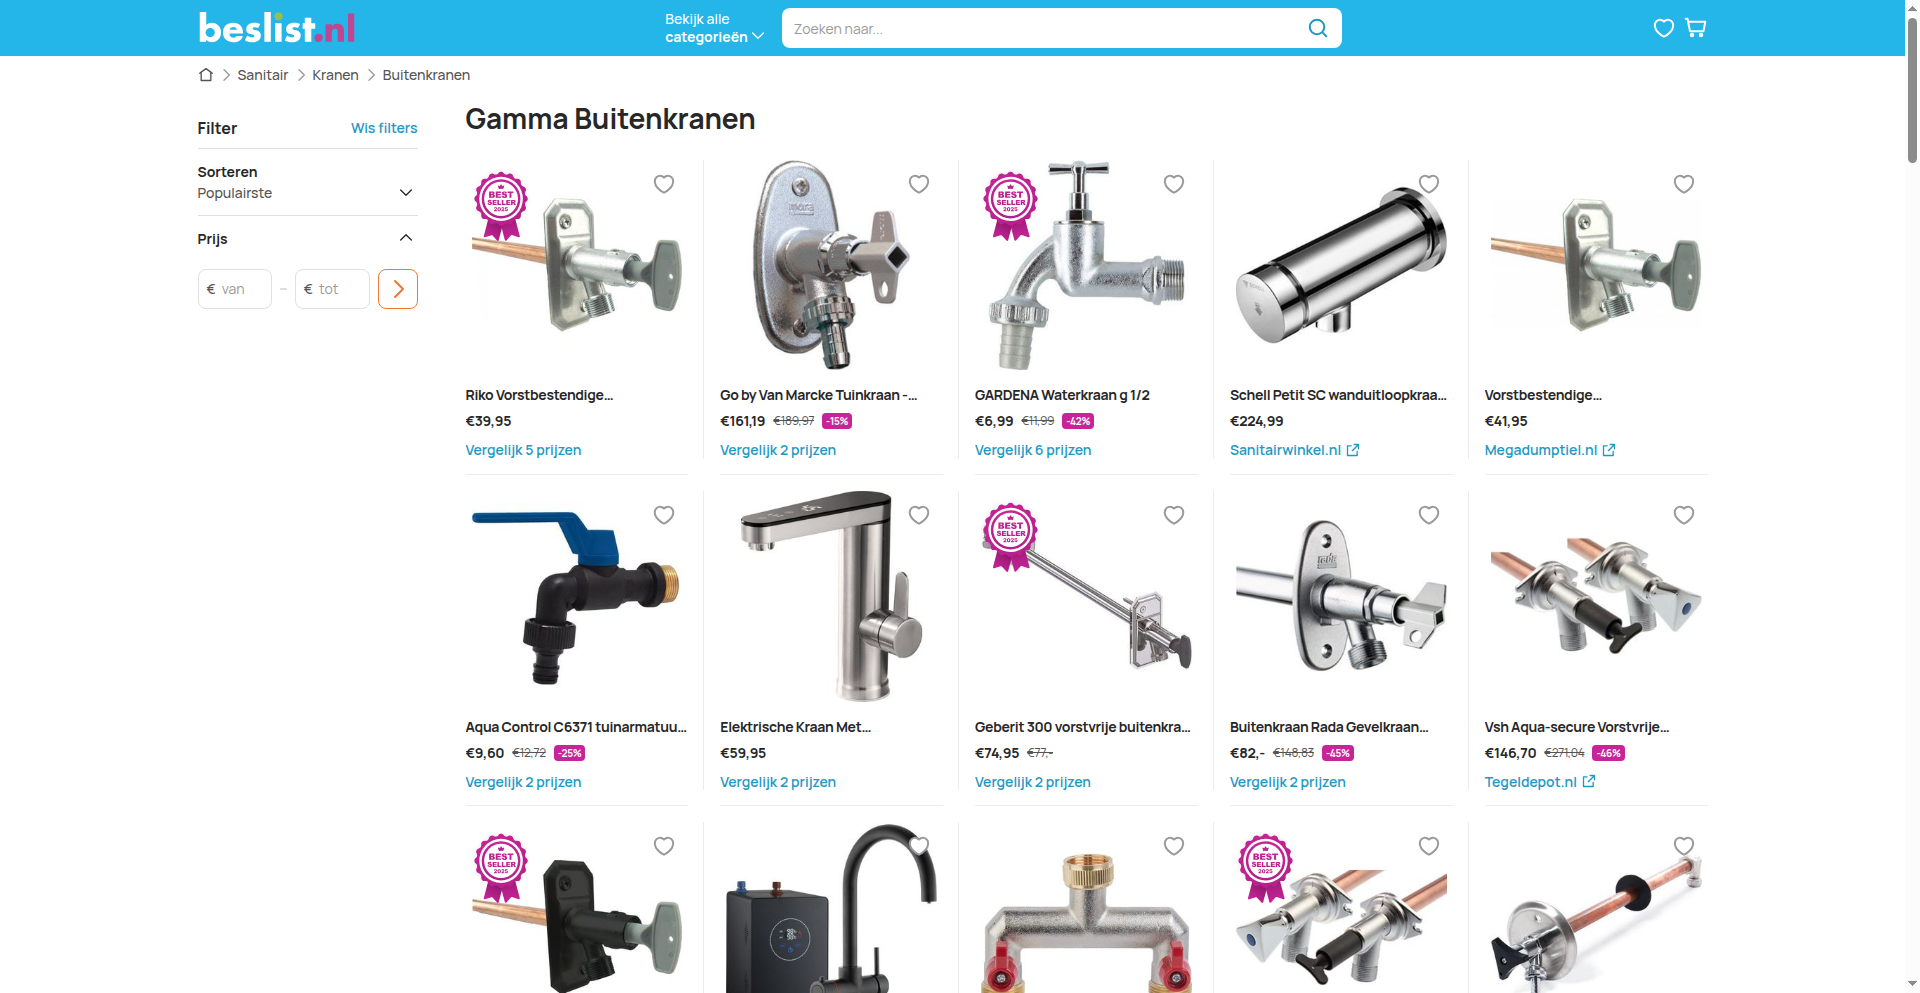 beslist.nl
Bekijk alle
categorieën
Zoeken naar...
Sanitair
Kranen
Buitenkranen
Filter
Wis filters
Gamma Buitenkranen
Sorteren
Populairste
Prijs
€ van
–
€ tot
BEST SELLER 2025
BEST SELLER 2025
Riko Vorstbestendige...
€39,95
Vergelijk 5 prijzen
Go by Van Marcke Tuinkraan -...
€161,19 €189,97 -15%
Vergelijk 2 prijzen
GARDENA Waterkraan g 1/2
€6,99 €11,99 -42%
Vergelijk 6 prijzen
Schell Petit SC wanduitloopkraa...
€224,99
Sanitairwinkel.nl
Vorstbestendige...
€41,95
Megadumptiel.nl
BEST SELLER 2025
Aqua Control C6371 tuinarmatuu...
€9,60 €12,72 -25%
Vergelijk 2 prijzen
Elektrische Kraan Met...
€59,95
Vergelijk 2 prijzen
Geberit 300 vorstvrije buitenkra...
€74,95 €77,-
Vergelijk 2 prijzen
Buitenkraan Rada Gevelkraan...
€82,- €148,83 -45%
Vergelijk 2 prijzen
Vsh Aqua-secure Vorstvrije...
€146,70 €271,04 -46%
Tegeldepot.nl
BEST SELLER 2025
BEST SELLER 2025